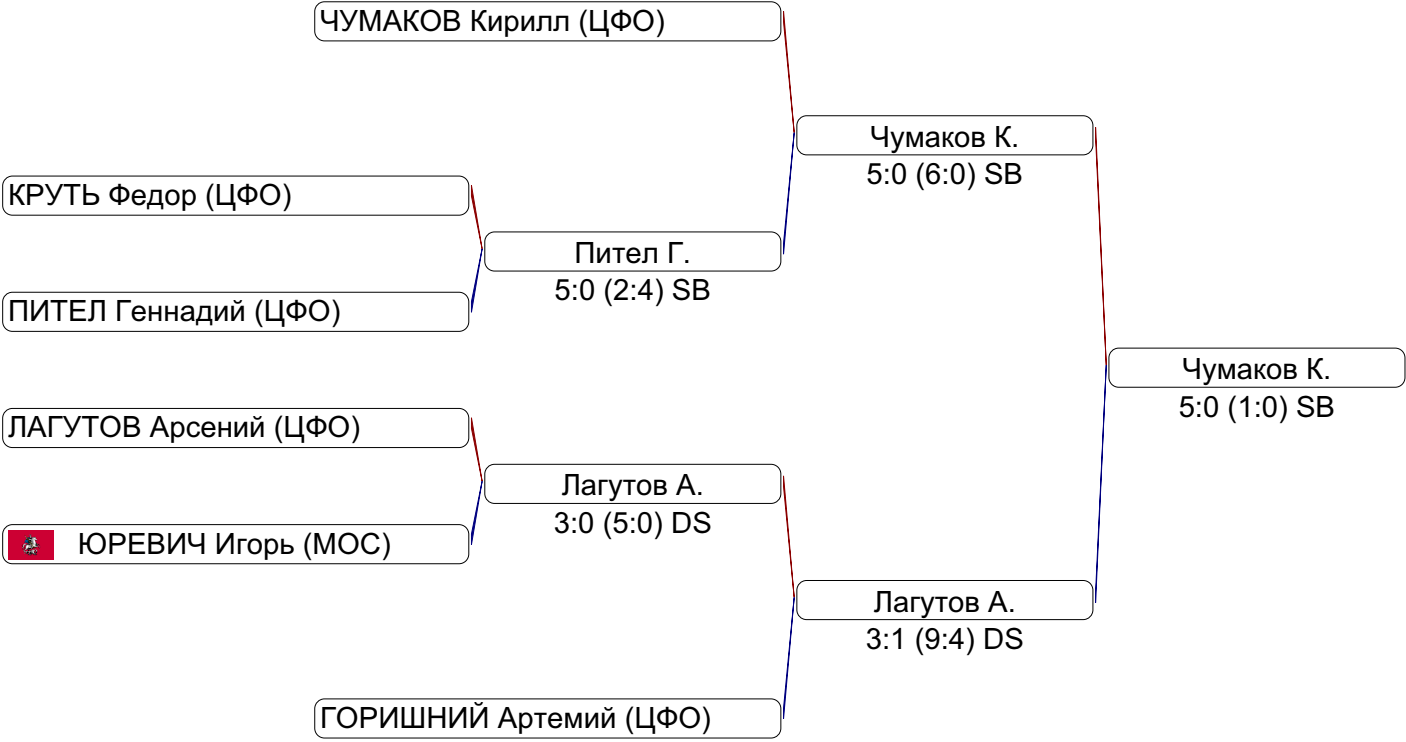 ЧУМАКОВ Кирилл (ЦФО)
Чумаков К.
5:0 (6:0) SB
КРУТЬ Федор (ЦФО)
Пител Г.
5:0 (2:4) SB
ПИТЕЛ Геннадий (ЦФО)
Чумаков К.
5:0 (1:0) SB
ЛАГУТОВ Арсений (ЦФО)
Лагутов А.
3:0 (5:0) DS
ЮРЕВИЧ Игорь (МОС)
Лагутов А.
3:1 (9:4) DS
ГОРИШНИЙ Артемий (ЦФО)